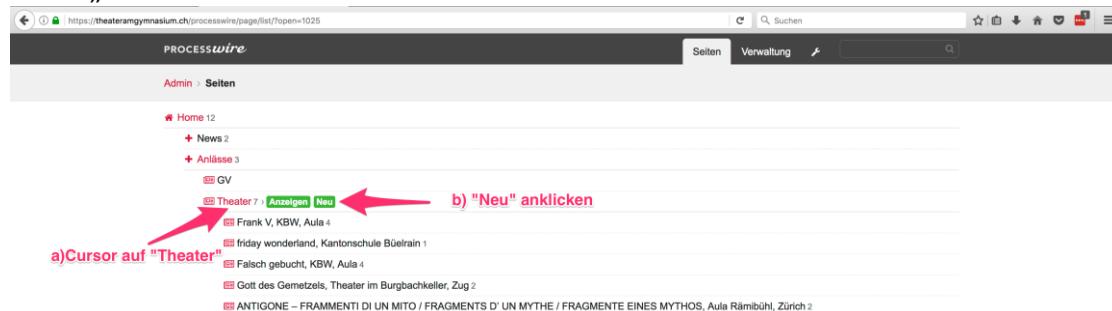 „
https://theateramgymnasium.ch/processwire/page/list/?open=1025 Suchen
PROCESSwire Seiten Verwaltung
Admin > Seiten
Home 12
News 2
Anlässe 3
GV
Theater 7 › Anzeigen Neu b) "Neu" anklicken
Frank V, KBW, Aula 4
friday wonderland, Kantonschule Büelrain 1
a)Cursor auf "Theater"
Falsch gebucht, KBW, Aula 4
Gott des Gemetzels, Theater im Burgbachkeller, Zug 2
ANTIGONE – FRAMMENTI DI UN MITO / FRAGMENTS D' UN MYTHE / FRAGMENTE EINES MYTHOS, Aula Rämibühl, Zürich 2